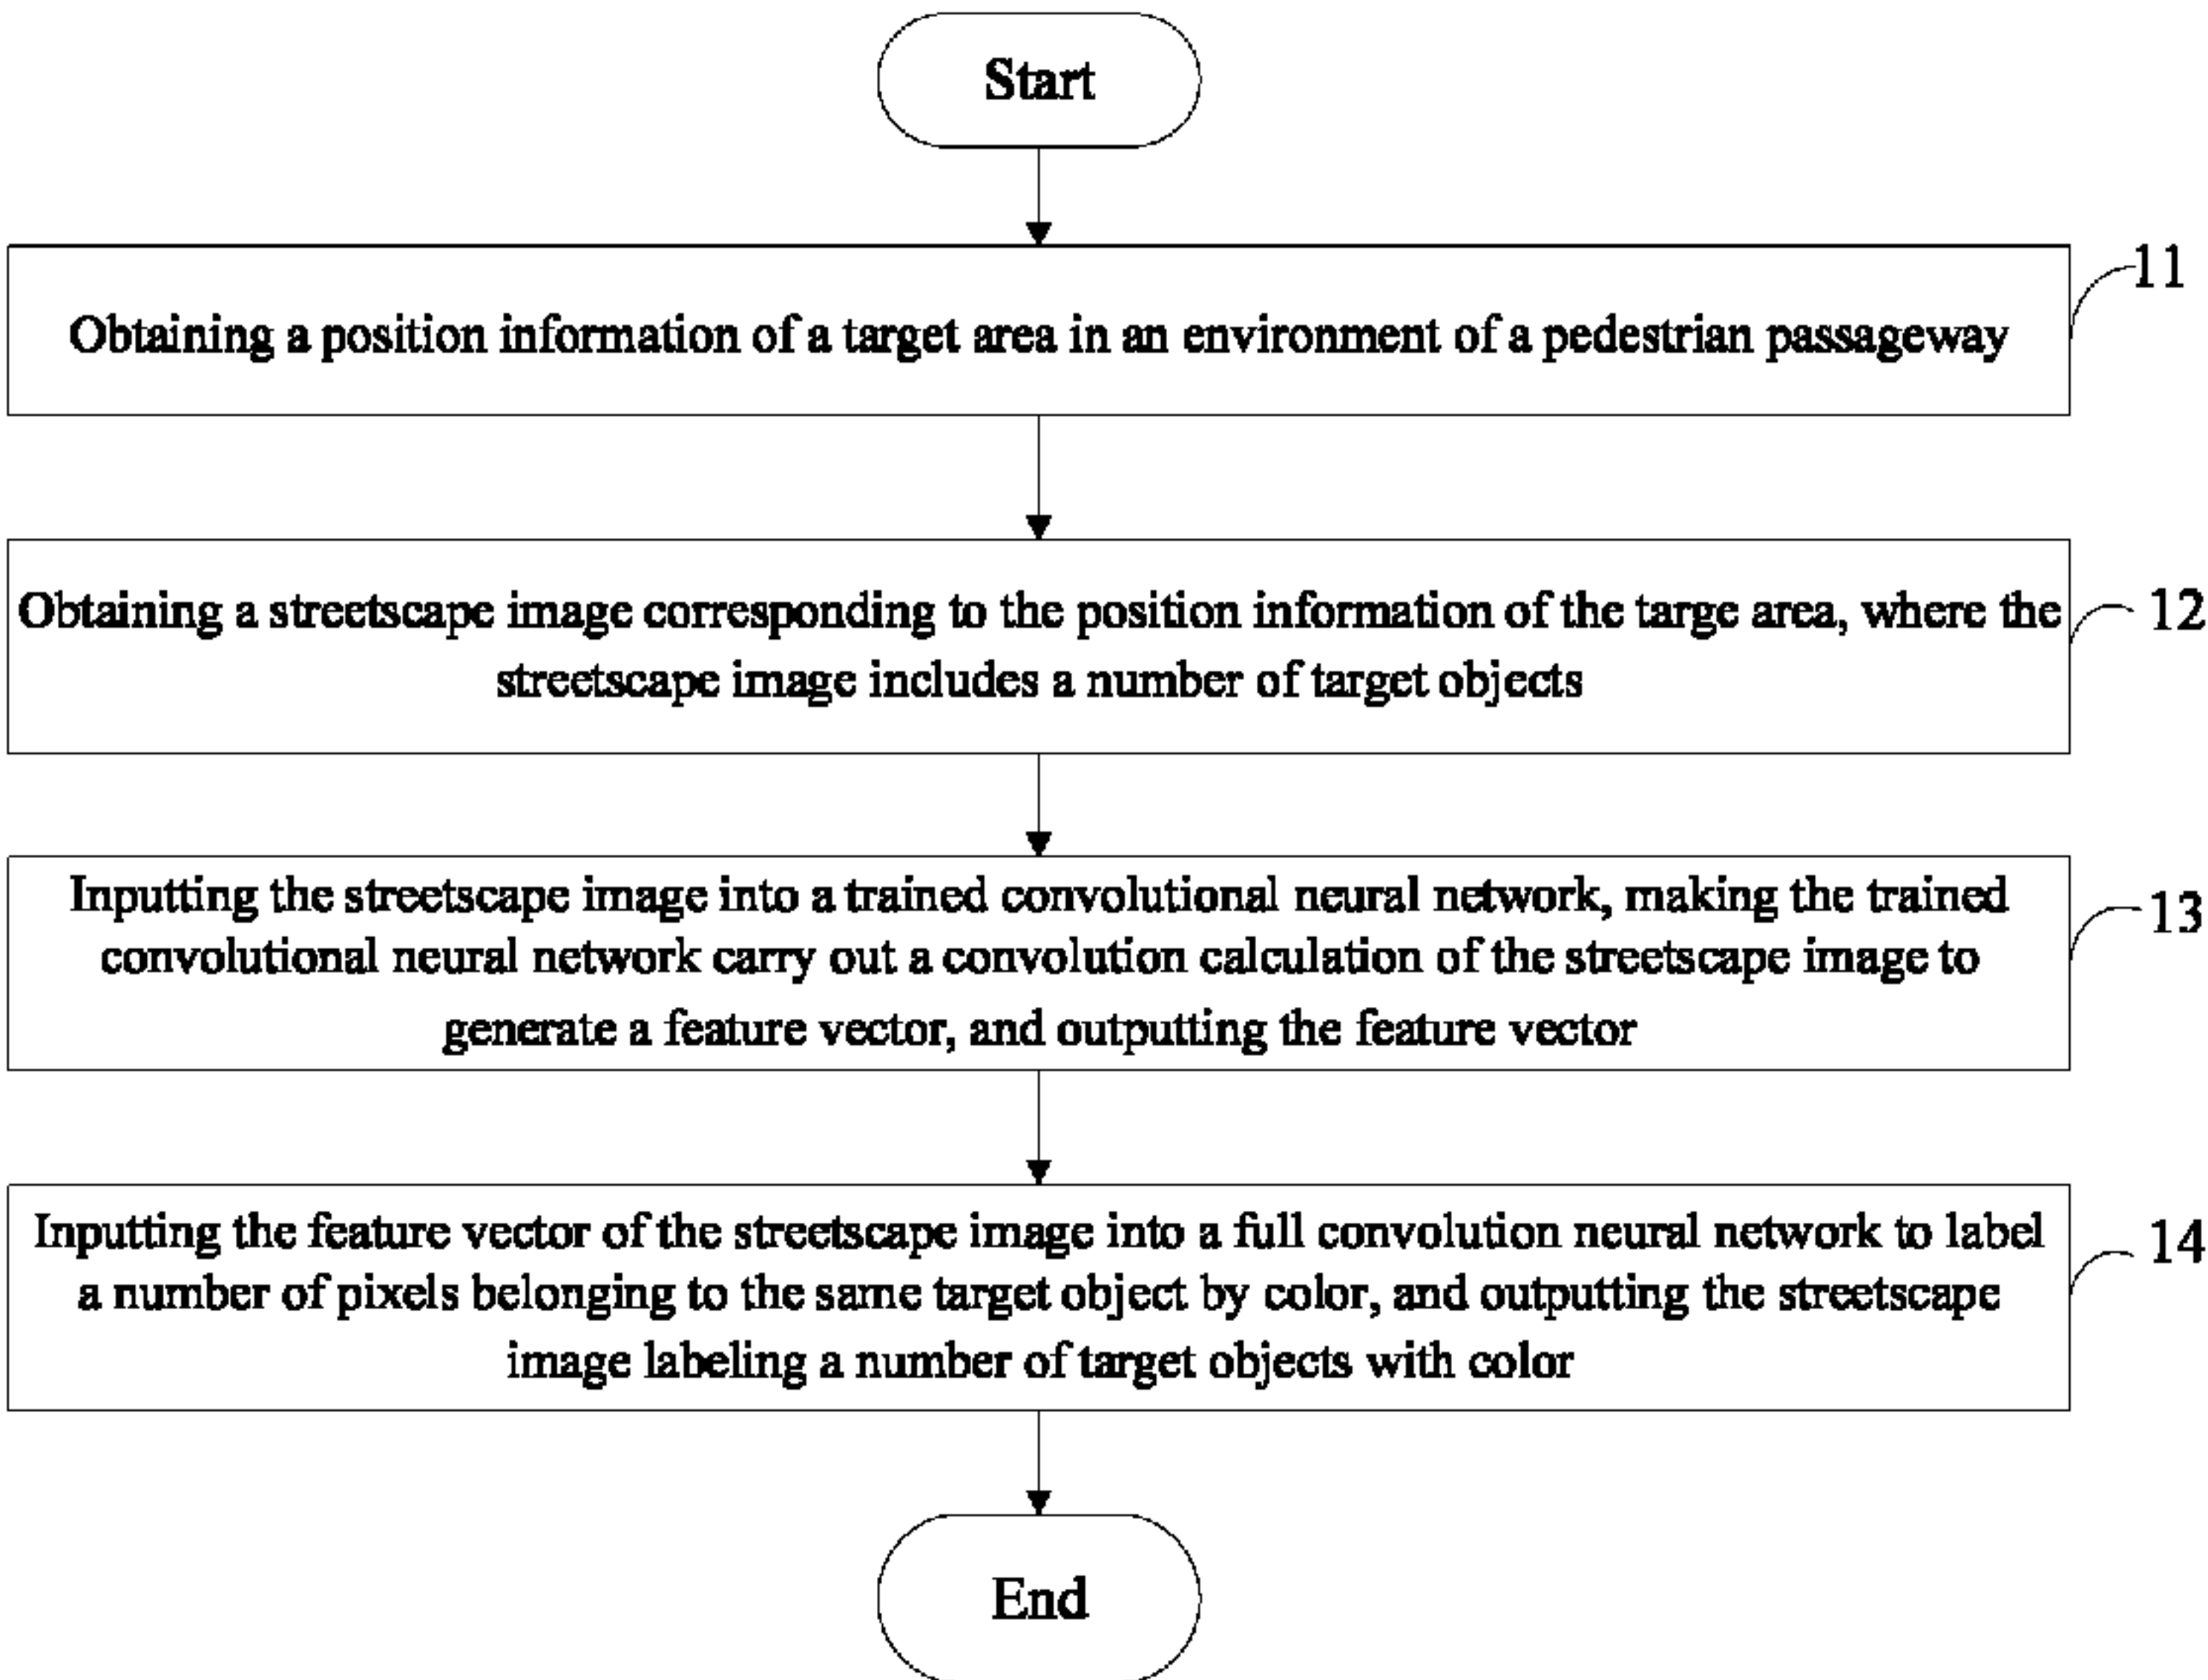 Start
Obtaining a position information of a target area in an environment of a pedestrian passageway
11
Obtaining a streetscape image corresponding to the position information of the targe area, where the
streetscape image includes a number of target objects
12
Inputting the streetscape image into a trained convolutional neural network, making the trained
convolutional neural network carry out a convolution calculation of the streetscape image to
generate a feature vector, and outputting the feature vector
13
Inputting the feature vector of the streetscape image into a full convolution neural network to label
a number of pixels belonging to the same target object by color, and outputting the streetscape
image labeling a number of target objects with color
14
End